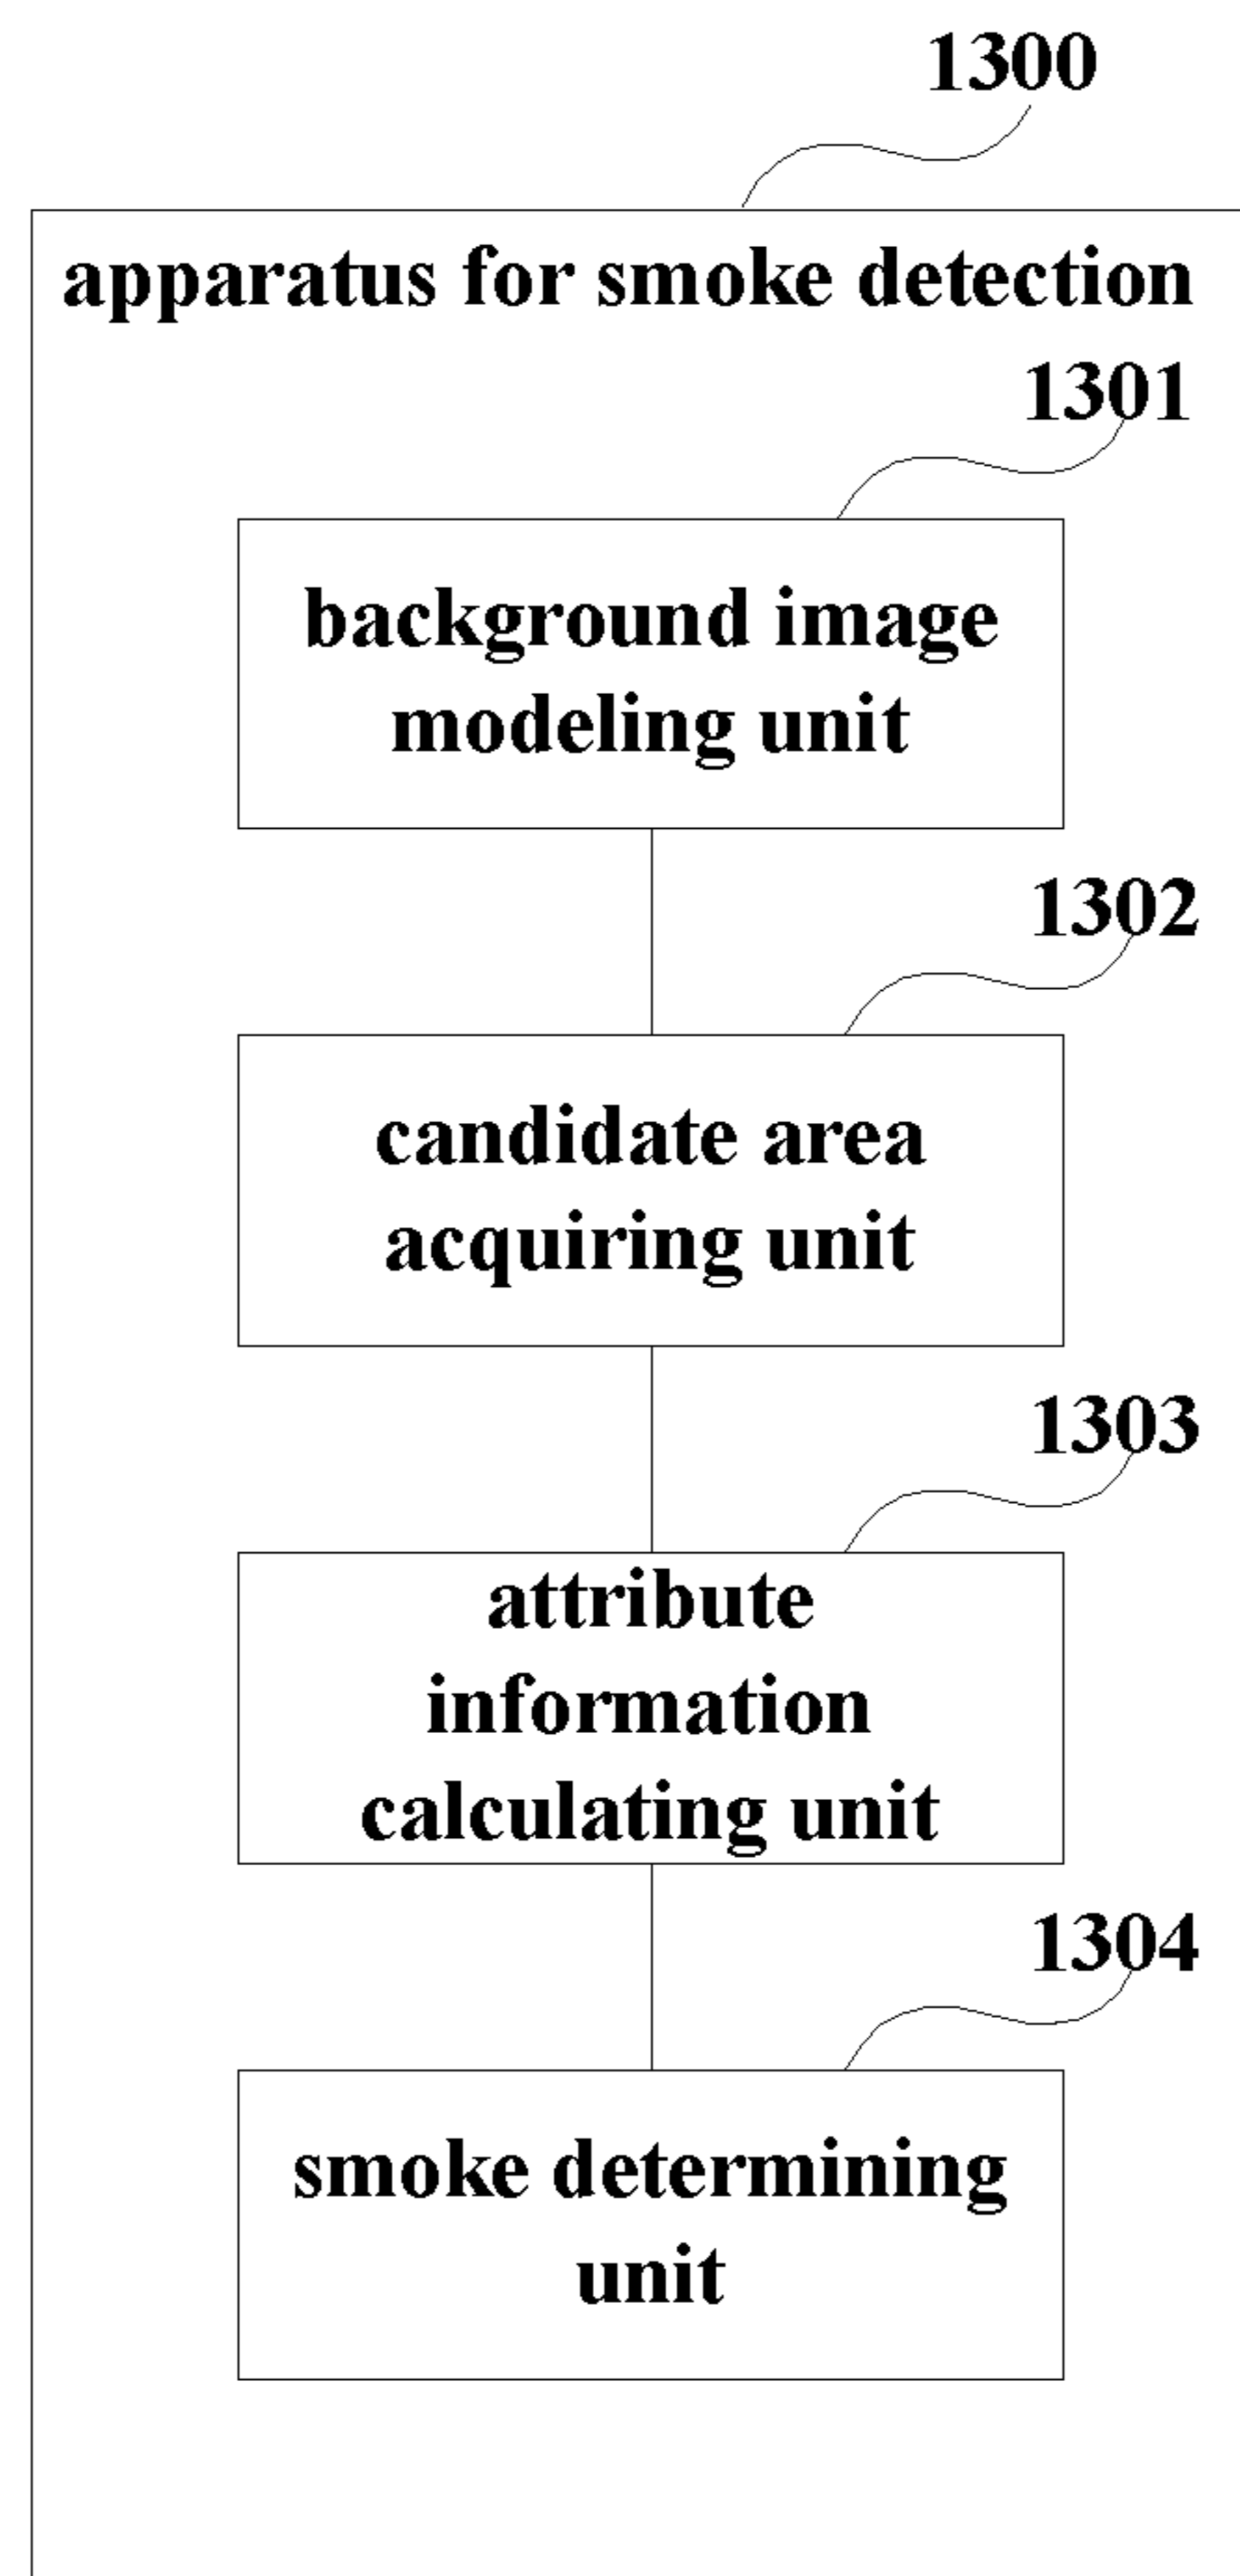 1300
apparatus for smoke detection
1301
background image
modeling unit
1302
candidate area
acquiring unit
1303
attribute
information
calculating unit
1304
smoke determining
unit